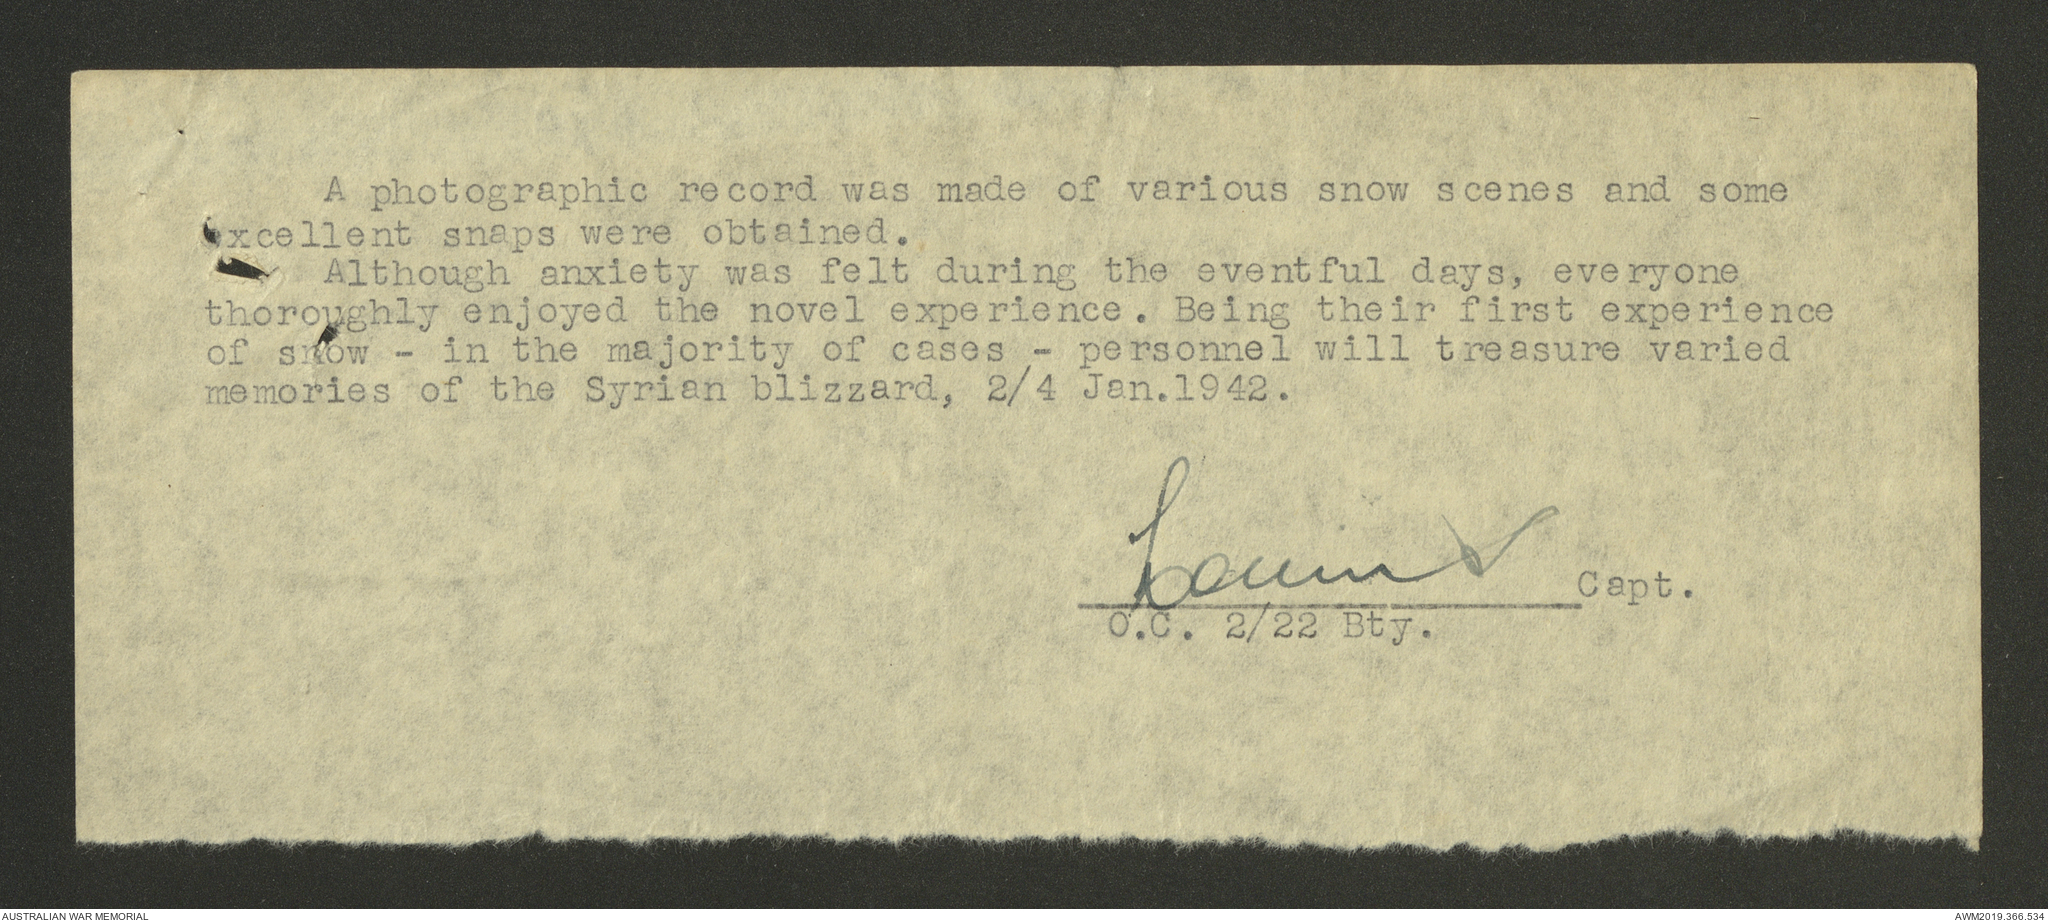 A photographic record was made of various snow scenes and some
excellent snaps were obtained.
Although anxiety was felt during the eventful days, everyone
thoroughly enjoyed the novel experience. Being their first experience
of snow - in the majority of cases - personnel will treasure varied
memories of the Syrian blizzard, 2/4 Jan.1942.
Capt.
O.C. 2/22 Bty.
AUSTRALIAN WAR MEMORIAL
AWM2019.366.534